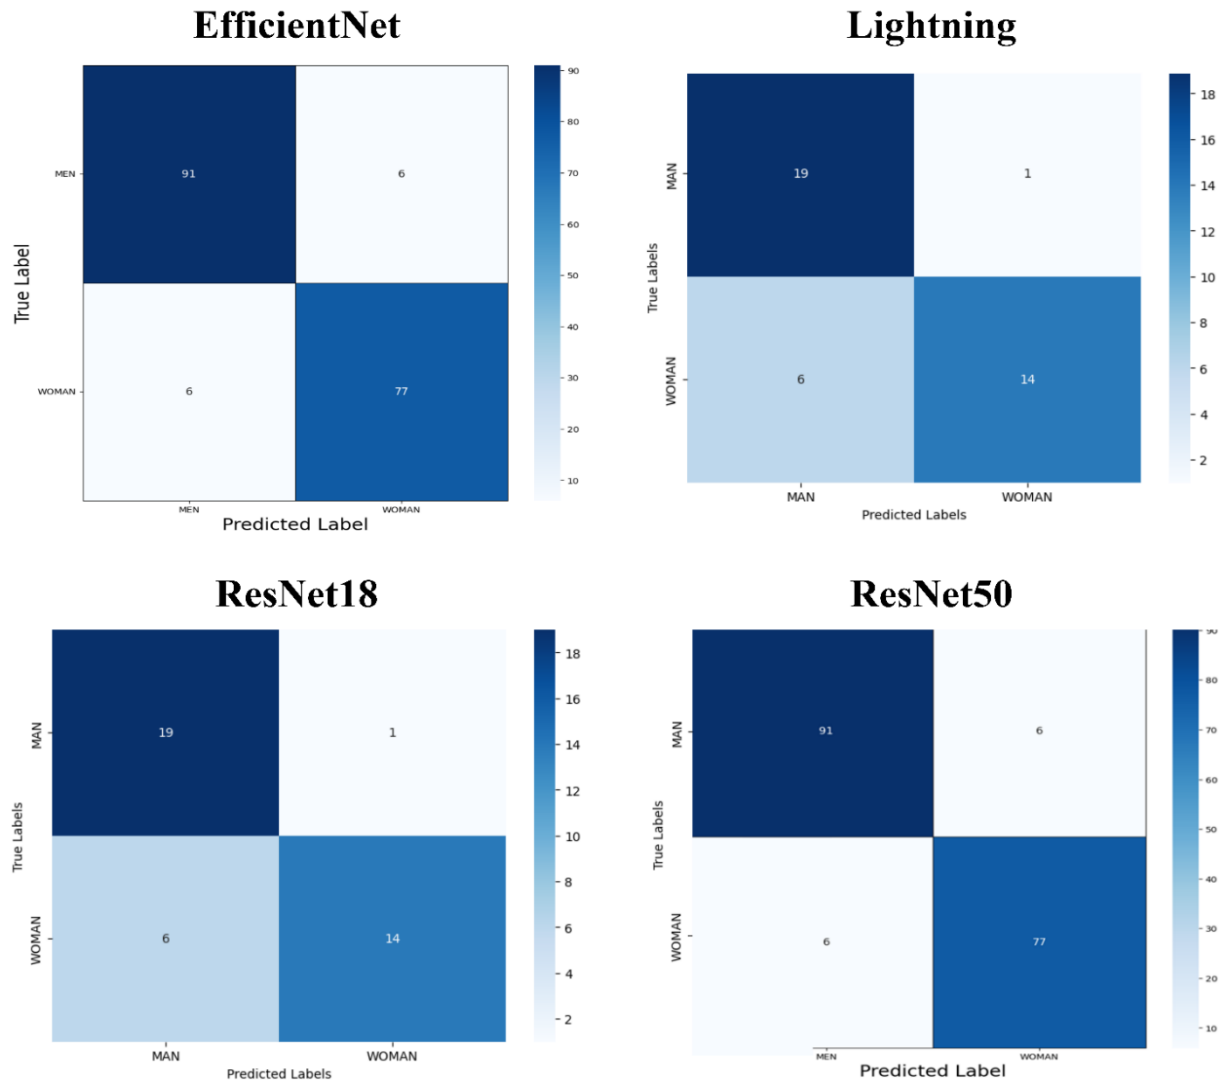 EfficientNet
90
80
70
60
50
40
30
20
10
MEN
91
6
WOMAN
6
77
True Label
MEN
WOMAN
Predicted Label
Lightning
18
16
14
12
10
8
6
4
2
MAN
19
1
WOMAN
6
14
True Labels
MAN
WOMAN
Predicted Labels
ResNet18
18
16
14
12
10
8
6
4
2
MAN
19
1
WOMAN
6
14
True Labels
MAN
WOMAN
Predicted Labels
ResNet50
90
80
70
60
50
40
30
20
10
MAN
91
6
WOMAN
6
77
True Labels
MEN
WOMAN
Predicted Label